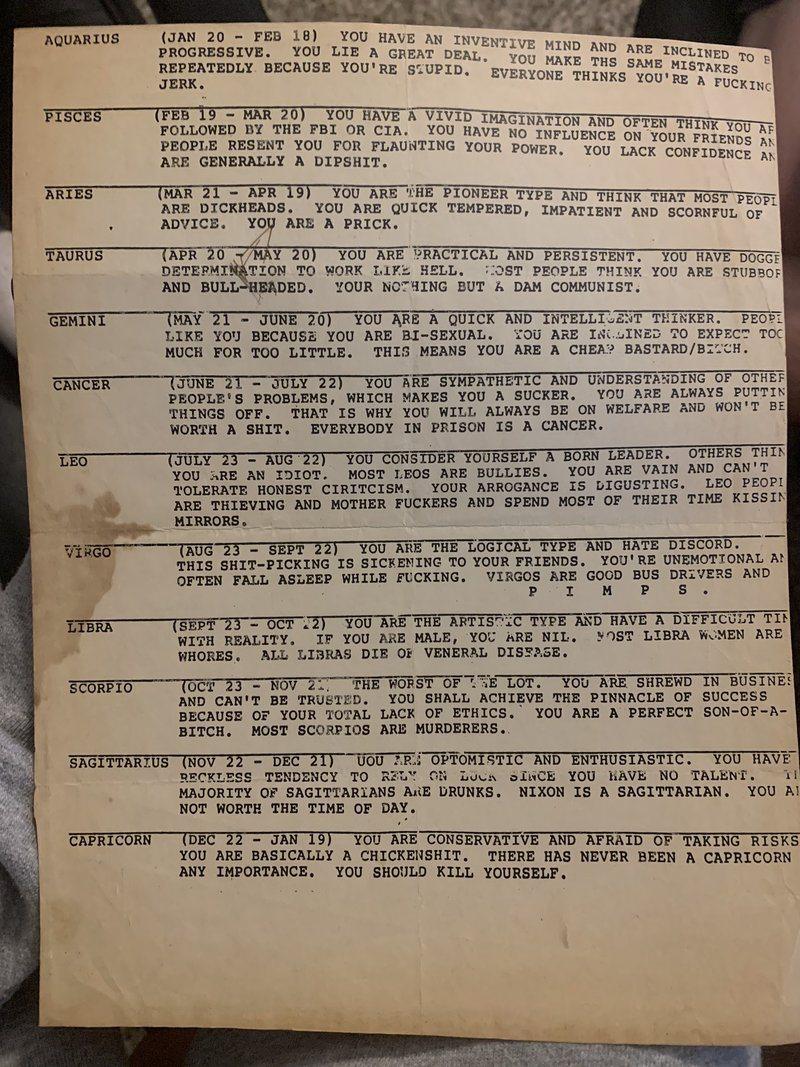 AQUARIUS (JAN 20 - FEB 18) YOU HAVE AN INVENTIVE MIND AND ARE INCLINED TO B
PROGRESSIVE. YOU LIE A GREAT DEAL. YOU MAKE THS SAME MISTAKES
REPEATEDLY BECAUSE YOU'RE STUPID. EVERYONE THINKS YOU'RE A FUCKING
JERK.
PISCES (FEB 19 - MAR 20) YOU HAVE A VIVID IMAGINATION AND OFTEN THINK YOU AR
FOLLOWED BY THE FBI OR CIA. YOU HAVE NO INFLUENCE ON YOUR FRIENDS AN
PEOPLE RESENT YOU FOR FLAUNTING YOUR POWER. YOU LACK CONFIDENCE AN
ARE GENERALLY A DIPSHIT.
ARIES (MAR 21 - APR 19) YOU ARE THE PIONEER TYPE AND THINK THAT MOST PEOPL
ARE DICKHEADS. YOU ARE QUICK TEMPERED, IMPATIENT AND SCORNFUL OF
ADVICE. YOU ARE A PRICK.
TAURUS (APR 20 - MAY 20) YOU ARE PRACTICAL AND PERSISTENT. YOU HAVE DOGGE
DETERMINATION TO WORK LIKE HELL. MOST PEOPLE THINK YOU ARE STUBBOR
AND BULL-HEADED. YOUR NOTHING BUT A DAM COMMUNIST.
GEMINI (MAY 21 - JUNE 20) YOU ARE A QUICK AND INTELLIGENT THINKER. PEOPL
LIKE YOU BECAUSE YOU ARE BI-SEXUAL. YOU ARE INCLINED TO EXPECT TOO
MUCH FOR TOO LITTLE. THIS MEANS YOU ARE A CHEAP BASTARD/BITCH.
CANCER (JUNE 21 - JULY 22) YOU ARE SYMPATHETIC AND UNDERSTANDING OF OTHER
PEOPLE'S PROBLEMS, WHICH MAKES YOU A SUCKER. YOU ARE ALWAYS PUTTIN
THINGS OFF. THAT IS WHY YOU WILL ALWAYS BE ON WELFARE AND WON'T BE
WORTH A SHIT. EVERYBODY IN PRISON IS A CANCER.
LEO (JULY 23 - AUG 22) YOU CONSIDER YOURSELF A BORN LEADER. OTHERS THIN
YOU ARE AN IDIOT. MOST LEOS ARE BULLIES. YOU ARE VAIN AND CAN'T
TOLERATE HONEST CIRITCISM. YOUR ARROGANCE IS DIGUSTING. LEO PEOPL
ARE THIEVING AND MOTHER FUCKERS AND SPEND MOST OF THEIR TIME KISSIN
MIRRORS.
VIRGO (AUG 23 - SEPT 22) YOU ARE THE LOGICAL TYPE AND HATE DISCORD.
THIS SHIT-PICKING IS SICKENING TO YOUR FRIENDS. YOU'RE UNEMOTIONAL AN
OFTEN FALL ASLEEP WHILE FUCKING. VIRGOS ARE GOOD BUS DRIVERS AND
P I M P S .
LIBRA (SEPT 23 - OCT 22) YOU ARE THE ARTISTIC TYPE AND HAVE A DIFFICULT TIM
WITH REALITY. IF YOU ARE MALE, YOU ARE NIL. MOST LIBRA WOMEN ARE
WHORES. ALL LIBRAS DIE OF VENERAL DISEASE.
SCORPIO (OCT 23 - NOV 21) THE WORST OF THE LOT. YOU ARE SHREWD IN BUSINES
AND CAN'T BE TRUSTED. YOU SHALL ACHIEVE THE PINNACLE OF SUCCESS
BECAUSE OF YOUR TOTAL LACK OF ETHICS. YOU ARE A PERFECT SON-OF-A-
BITCH. MOST SCORPIOS ARE MURDERERS.
SAGITTARIUS (NOV 22 - DEC 21) UOU ARE OPTOMISTIC AND ENTHUSIASTIC. YOU HAVE
RECKLESS TENDENCY TO RELY ON LUCK SINCE YOU HAVE NO TALENT. TH
MAJORITY OF SAGITTARIANS ARE DRUNKS. NIXON IS A SAGITTARIAN. YOU AR
NOT WORTH THE TIME OF DAY.
CAPRICORN (DEC 22 - JAN 19) YOU ARE CONSERVATIVE AND AFRAID OF TAKING RISKS
YOU ARE BASICALLY A CHICKENSHIT. THERE HAS NEVER BEEN A CAPRICORN
ANY IMPORTANCE. YOU SHOULD KILL YOURSELF.